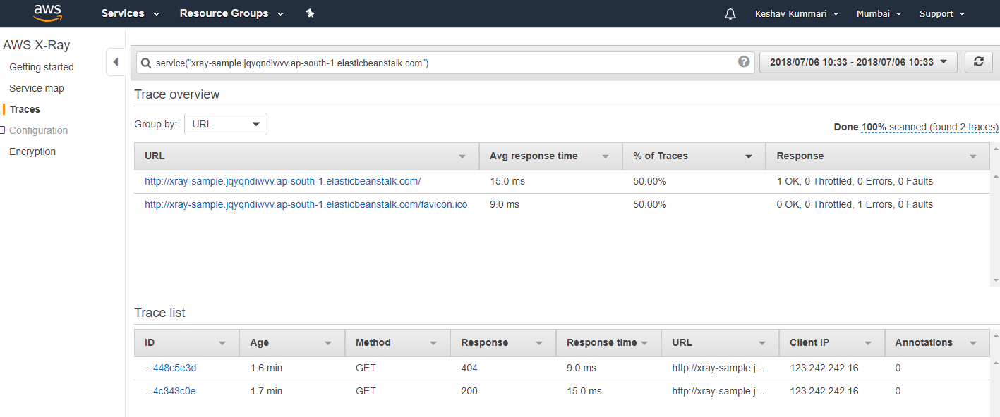 aws Services Resource Groups Keshav Kummari Mumbai Support
AWS X-Ray
Getting started
Service map
Traces
Configuration
Encryption
service("xray-sample.jqyqndiwvv.ap-south-1.elasticbeanstalk.com") ? 2018/07/06 10:33 - 2018/07/06 10:33
Trace overview
Group by: URL
Done 100% scanned (found 2 traces)
URL Avg response time % of Traces Response
http://xray-sample.jqyqndiwvv.ap-south-1.elasticbeanstalk.com/ 15.0 ms 50.00% 1 OK, 0 Throttled, 0 Errors, 0 Faults
http://xray-sample.jqyqndiwvv.ap-south-1.elasticbeanstalk.com/favicon.ico 9.0 ms 50.00% 0 OK, 0 Throttled, 1 Errors, 0 Faults
Trace list
ID Age Method Response Response time URL Client IP Annotations
...448c5e3d 1.6 min GET 404 9.0 ms http://xray-sample.j... 123.242.242.16 0
...4c343c0e 1.7 min GET 200 15.0 ms http://xray-sample.j... 123.242.242.16 0